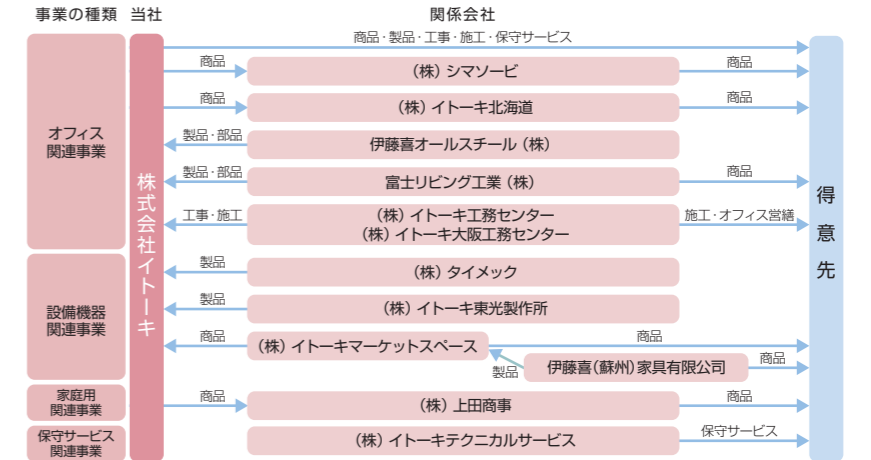 事業の種類 当社 関係会社
商品・製品・工事・施工・保守サービス
商品 (株) シマソービ 商品
商品 (株) イトーキ北海道 商品
オフィス
関連事業
製品・部品 伊藤喜オールスチール (株)
製品・部品 富士リビング工業 (株) 商品
工事・施工 (株) イトーキ工務センター 施工・オフィス営繕
(株) イトーキ大阪工務センター
株式会社イトーキ
得意先
製品 (株) タイメック
設備機器
関連事業
製品 (株) イトーキ東光製作所
商品 (株) イトーキマーケットスペース 商品
製品 伊藤喜(蘇州)家具有限公司 商品
家庭用
関連事業
商品 (株) 上田商事 商品
保守サービス
関連事業
(株) イトーキテクニカルサービス 保守サービス